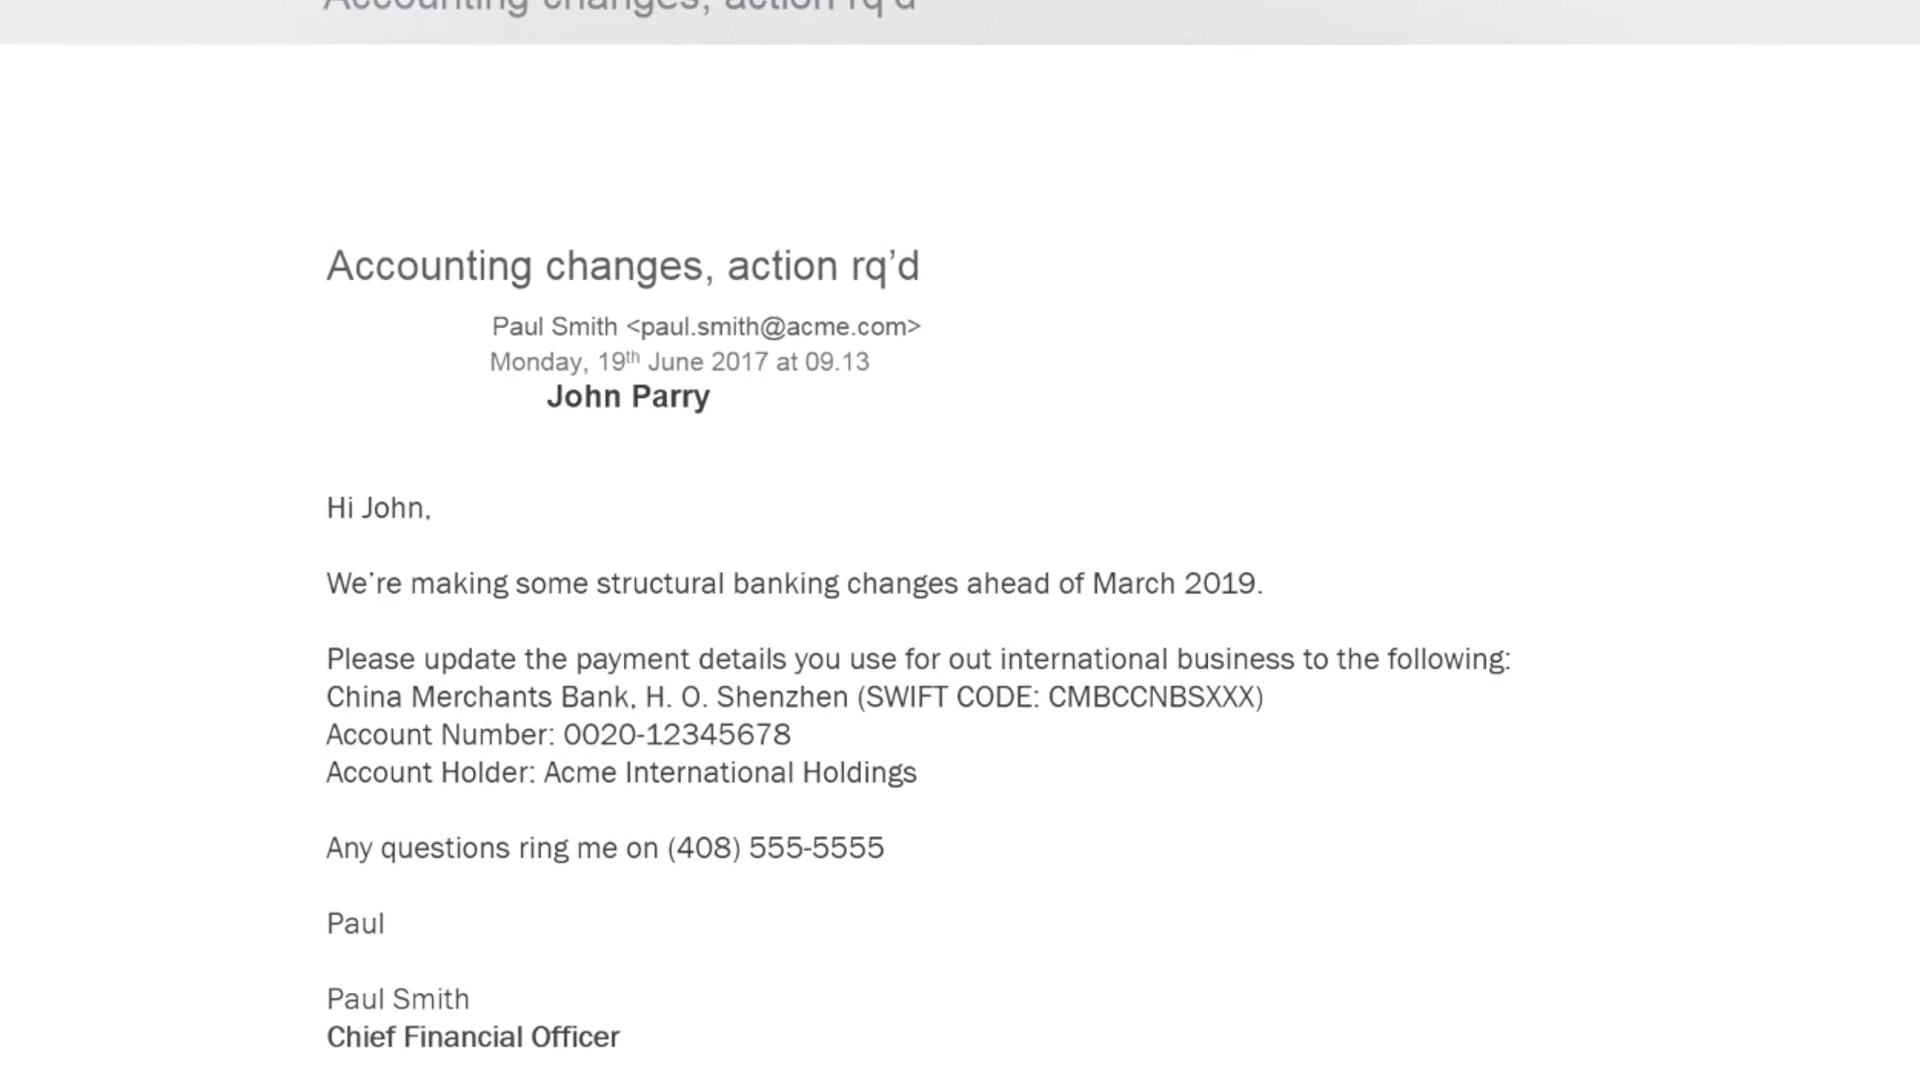 Accounting changes, action rq'd
Accounting changes, action rq’d
Paul Smith <paul.smith@acme.com>
Monday, 19th June 2017 at 09.13
John Parry
Hi John,
We’re making some structural banking changes ahead of March 2019.
Please update the payment details you use for out international business to the following:
China Merchants Bank, H. O. Shenzhen (SWIFT CODE: CMBCCNBSXXX)
Account Number: 0020-12345678
Account Holder: Acme International Holdings
Any questions ring me on (408) 555-5555
Paul
Paul Smith
Chief Financial Officer